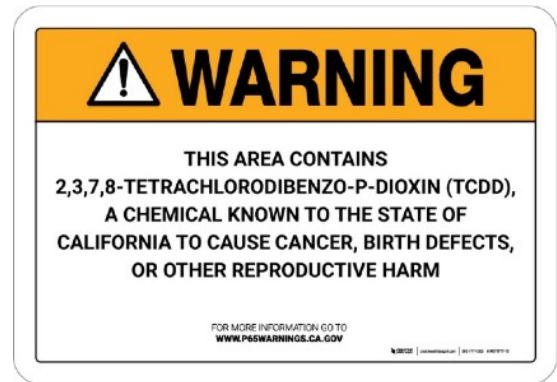 WARNING
THIS AREA CONTAINS
2,3,7,8-TETRACHLORODIBENZO-P-DIOXIN (TCDD),
A CHEMICAL KNOWN TO THE STATE OF
CALIFORNIA TO CAUSE CANCER, BIRTH DEFECTS,
OR OTHER REPRODUCTIVE HARM
FOR MORE INFORMATION GO TO
WWW.P65WARNINGS.CA.GOV